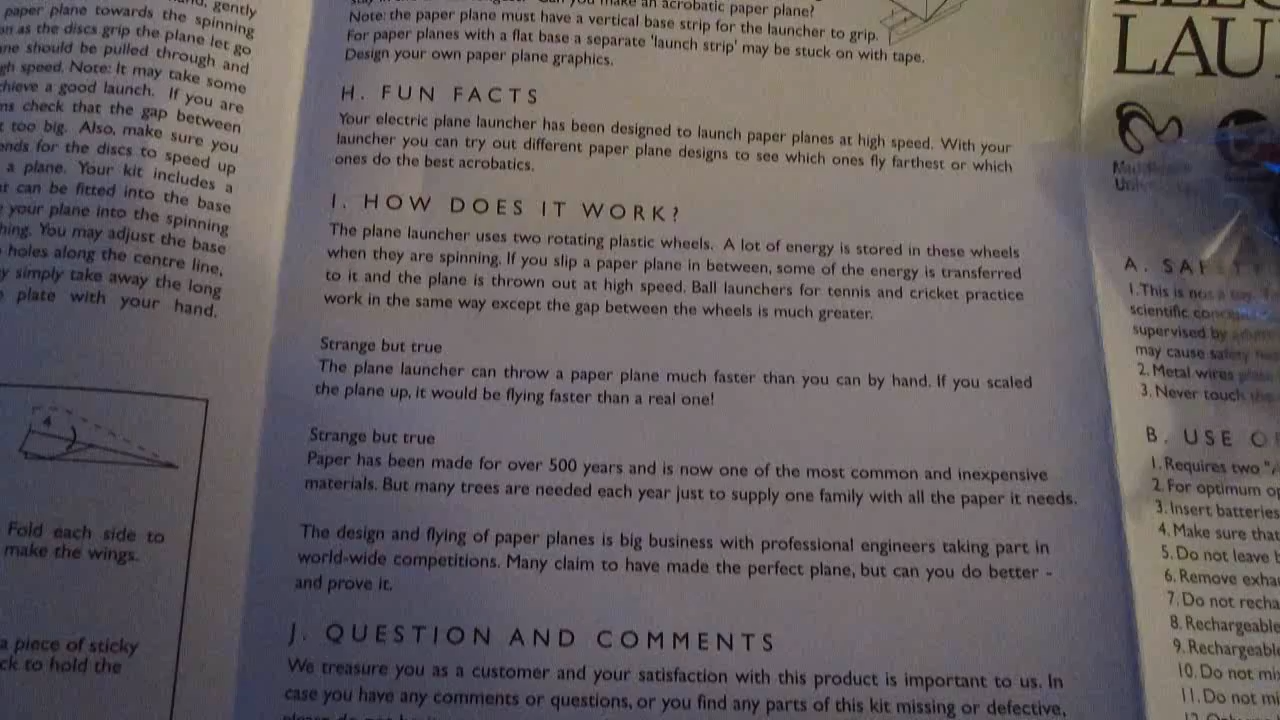 nd, gently
paper plane towards the spinning
as the discs grip the plane let go
should be pulled through and
speed. Note: It may take some
a good launch. If you are
check that the gap between
too big. Also, make sure you
for the discs to speed up
a plane. Your kit includes a
can be fitted into the base
your plane into the spinning
You may adjust the base
holes along the centre line,
simply take away the long
plate with your hand.
4
Fold each side to
make the wings.
a piece of sticky
to hold the
make an acrobatic paper plane?
Note: the paper plane must have a vertical base strip for the launcher to grip.
For paper planes with a flat base a separate 'launch strip' may be stuck on with tape.
Design your own paper plane graphics.
H. FUN FACTS
Your electric plane launcher has been designed to launch paper planes at high speed. With your
launcher you can try out different paper plane designs to see which ones fly farthest or which
ones do the best acrobatics.
I. HOW DOES IT WORK?
The plane launcher uses two rotating plastic wheels. A lot of energy is stored in these wheels
when they are spinning. If you slip a paper plane in between, some of the energy is transferred
to it and the plane is thrown out at high speed. Ball launchers for tennis and cricket practice
work in the same way except the gap between the wheels is much greater.
Strange but true
The plane launcher can throw a paper plane much faster than you can by hand. If you scaled
the plane up, it would be flying faster than a real one!
Strange but true
Paper has been made for over 500 years and is now one of the most common and inexpensive
materials. But many trees are needed each year just to supply one family with all the paper it needs.
The design and flying of paper planes is big business with professional engineers taking part in
world-wide competitions. Many claim to have made the perfect plane, but can you do better -
and prove it.
J. QUESTION AND COMMENTS
We treasure you as a customer and your satisfaction with this product is important to us. In
case you have any comments or questions, or you find any parts of this kit missing or defective,
LAU
A. SAFETY
1. This is not a toy.
scientific
supervised by
may cause safety
2. Metal wires
3. Never touch the
B. USE O
1. Requires two
2. For optimum
3. Insert batteries
4. Make sure that
5. Do not leave b
6. Remove exha
7. Do not recha
8. Rechargeable
9. Rechargeable
10. Do not mi
11. Do not m